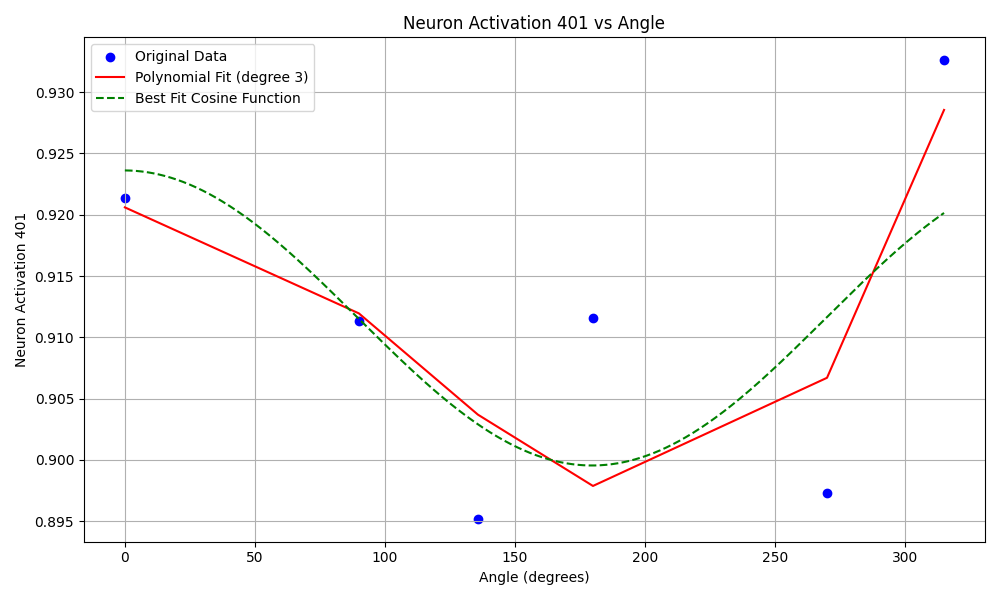 Neuron Activation 401 vs Angle
Original Data
Polynomial Fit (degree 3)
Best Fit Cosine Function
Neuron Activation 401
0.930
0.925
0.920
0.915
0.910
0.905
0.900
0.895
0
50
100
150
200
250
300
Angle (degrees)